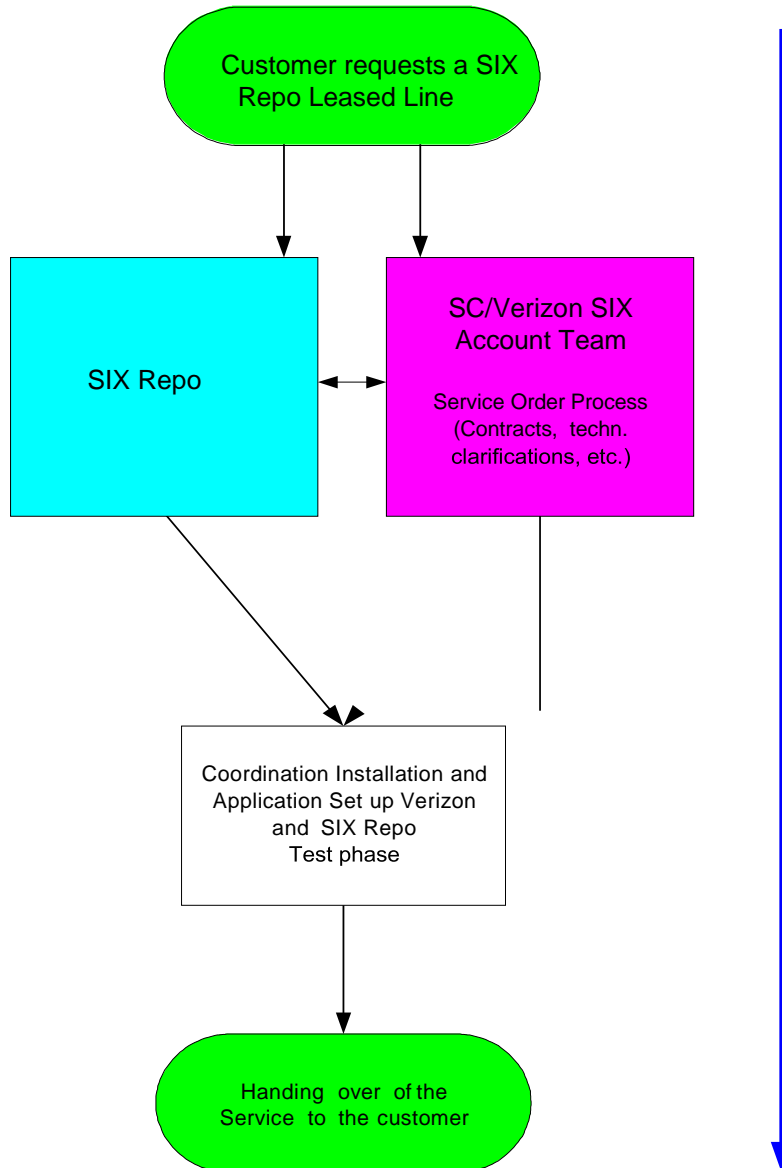 Customer requests a SIX
Repo Leased Line
SIX Repo
SC/Verizon SIX
Account Team
Service Order Process
(Contracts, techn.
clarifications, etc.)
Coordination Installation and
Application Set up Verizon
and SIX Repo
Test phase
Handing over of the
Service to the customer